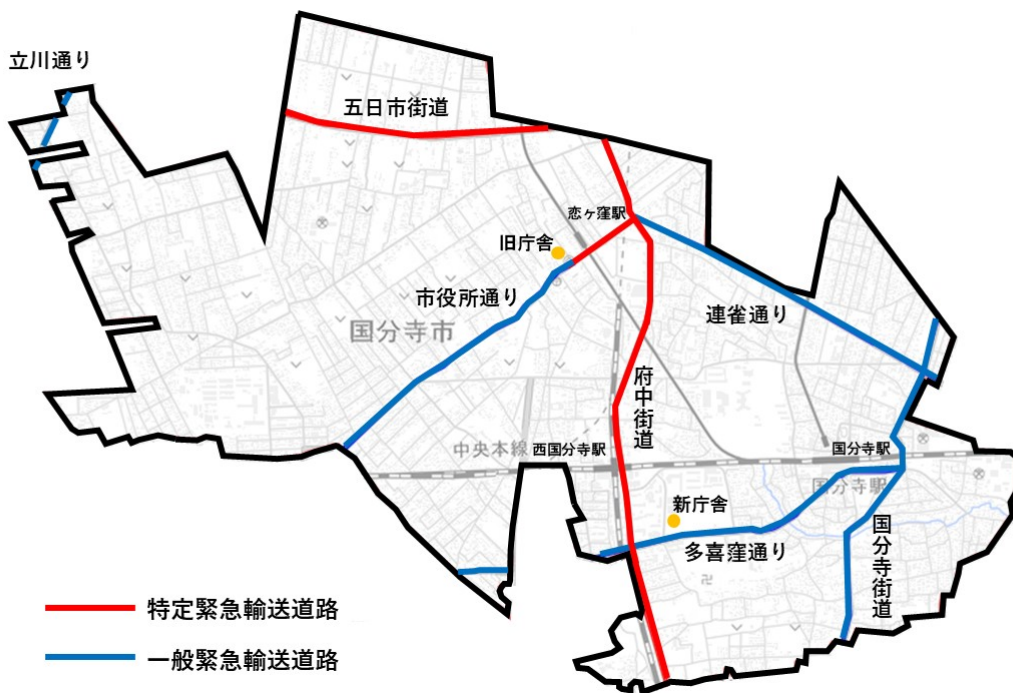 立川通り
五日市街道
恋ヶ窪駅
旧庁舎
市役所通り
連雀通り
国分寺市
府中街道
中央本線
西国分寺駅
国分寺駅
国分寺駅
新庁舎
多喜窪通り
国分寺街道
特定緊急輸送道路
一般緊急輸送道路